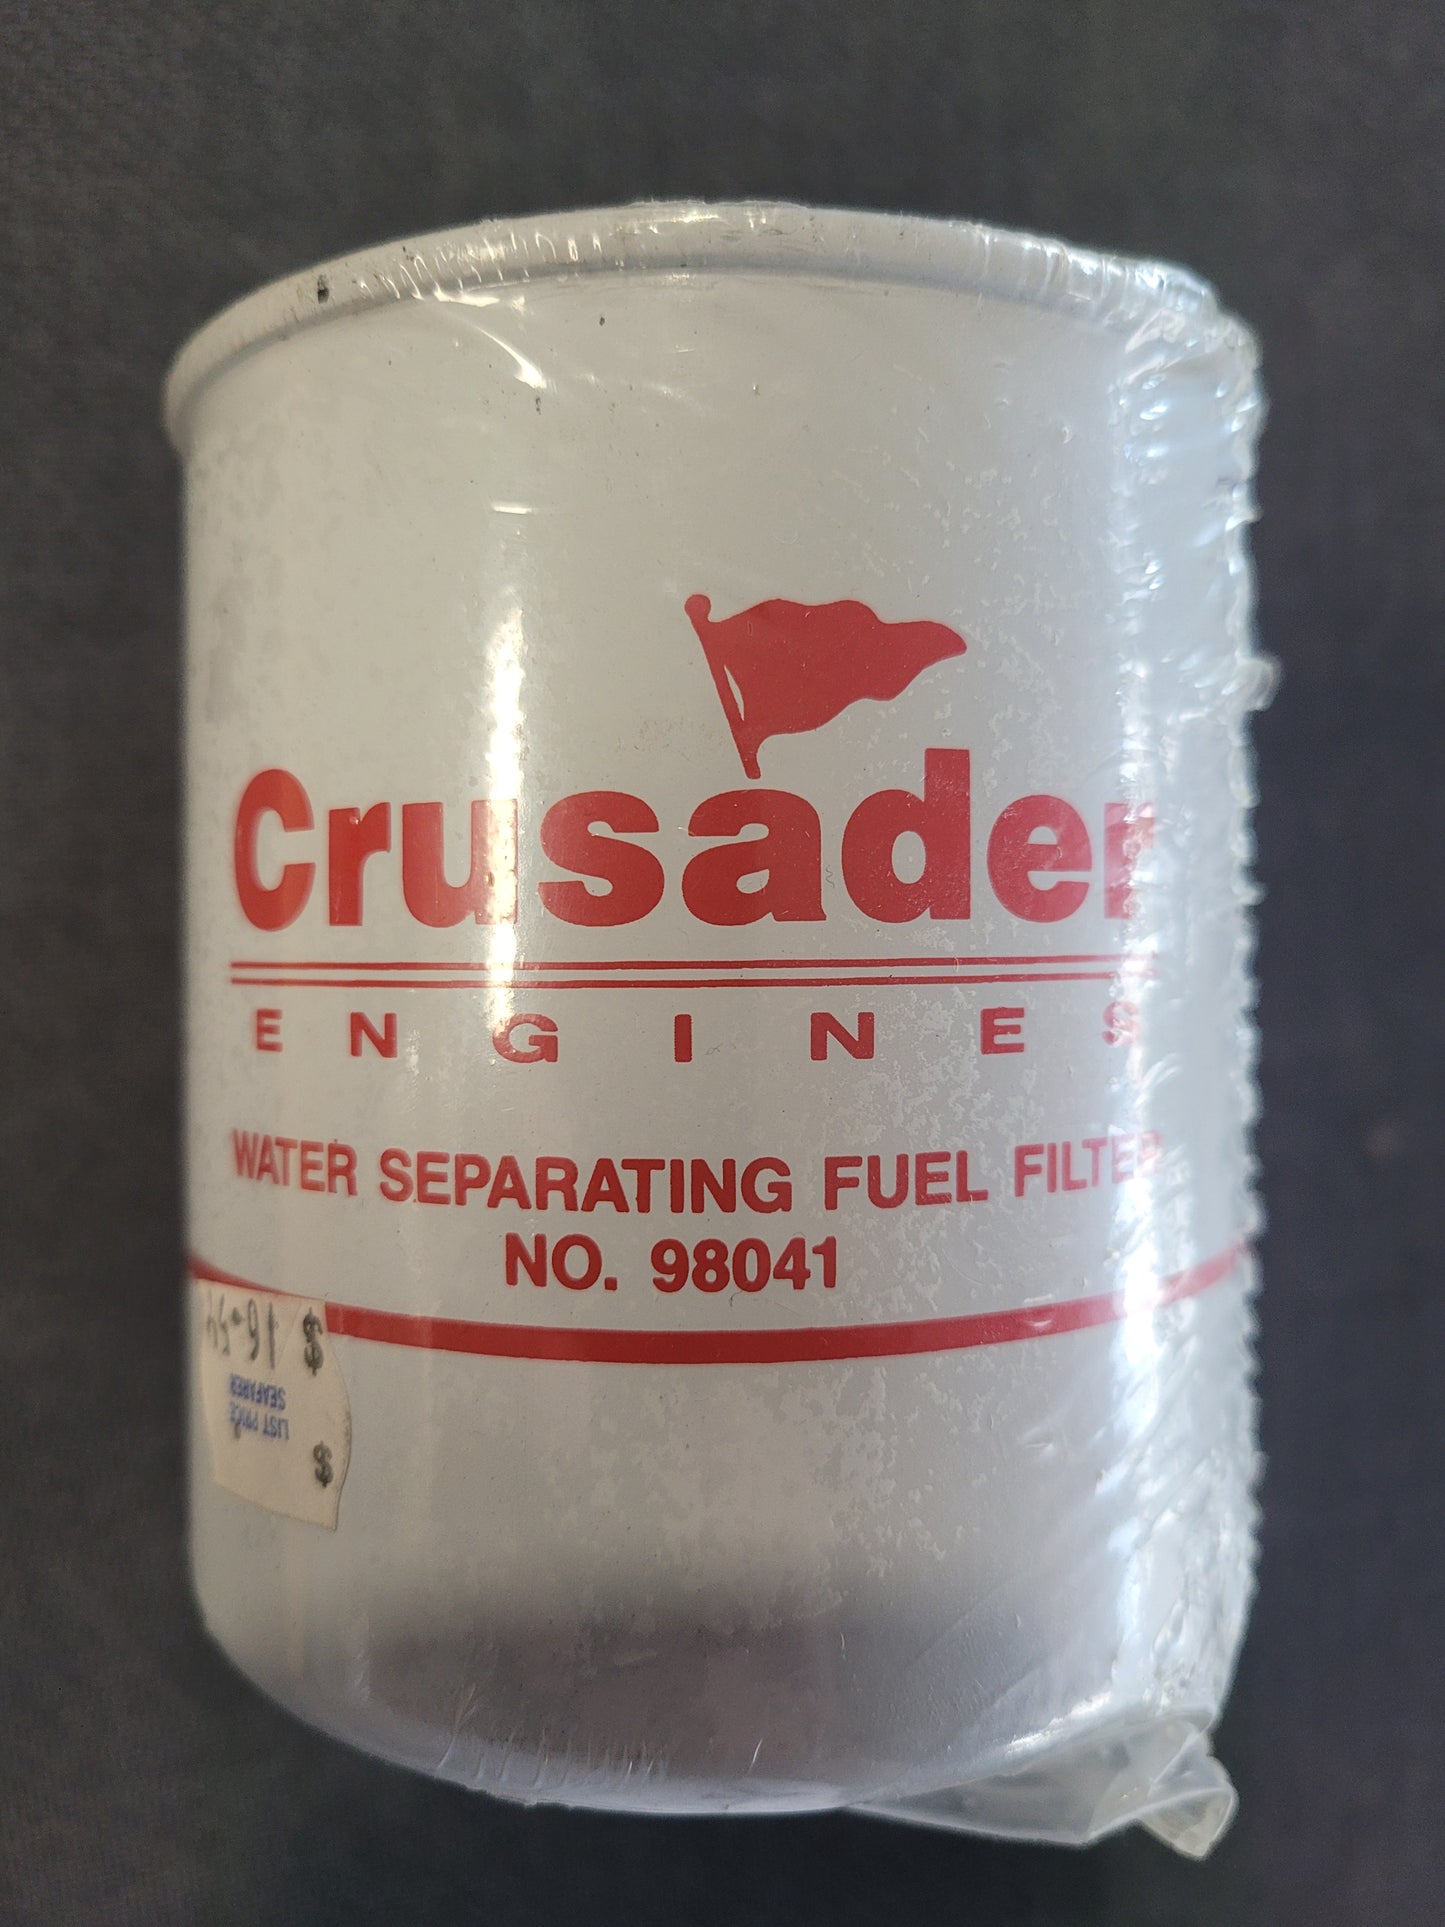 Crusader
ENGINES
WATER SEPARATING FUEL FILTER
NO. 98041
$
LIST PRICE
SEAFARER
$